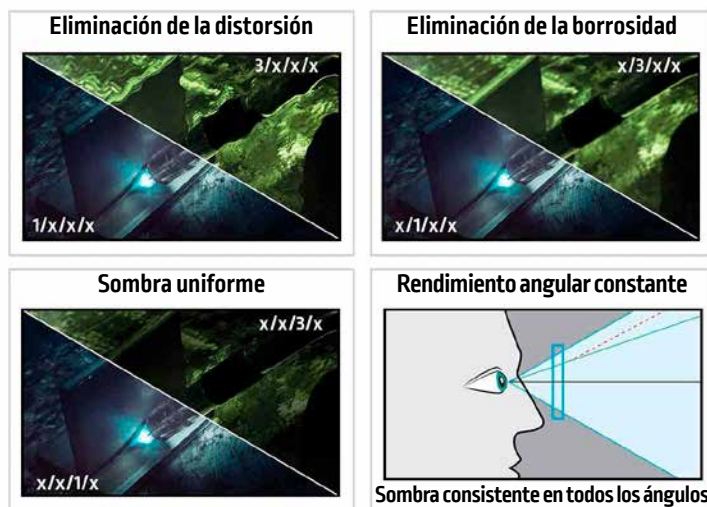 Eliminación de la distorsión
3/x/x/x
1/x/x/x
Eliminación de la borrosidad
x/3/x/x
x/1/x/x
Sombra uniforme
x/x/3/x
x/x/1/x
Rendimiento angular constante
Sombra consistente en todos los ángulos